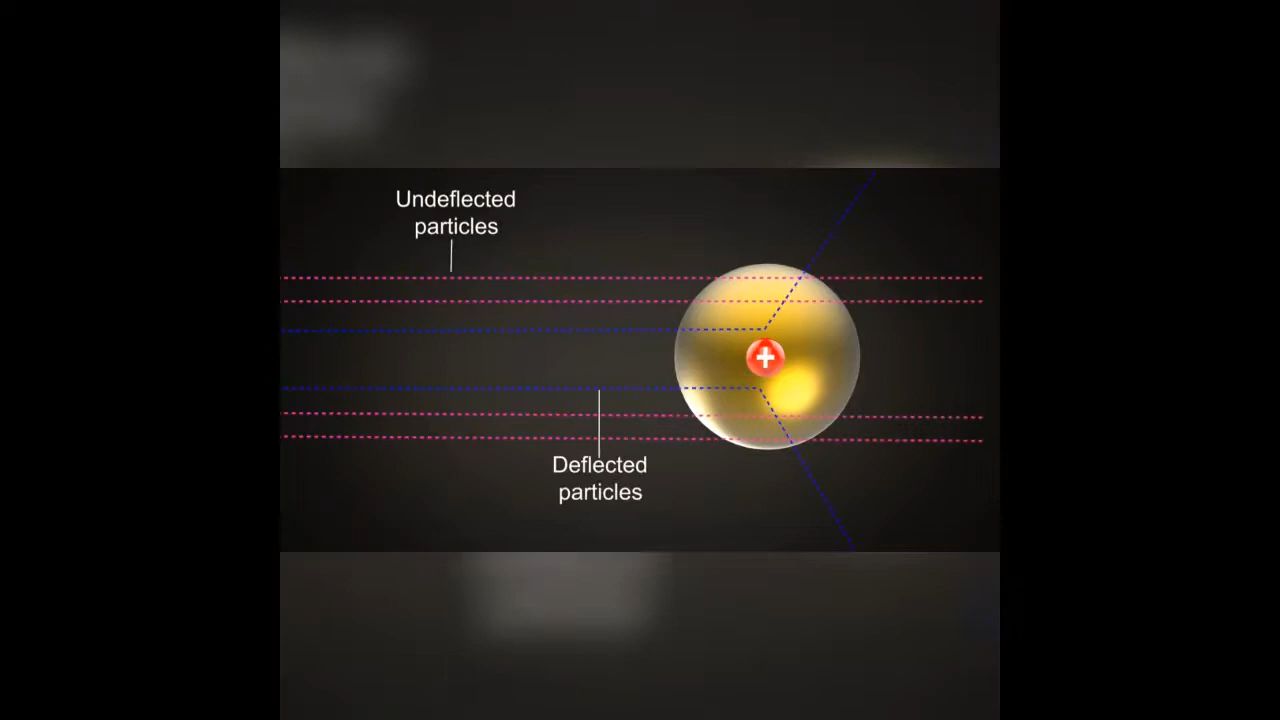 Undeflected
particles
+
Deflected
particles